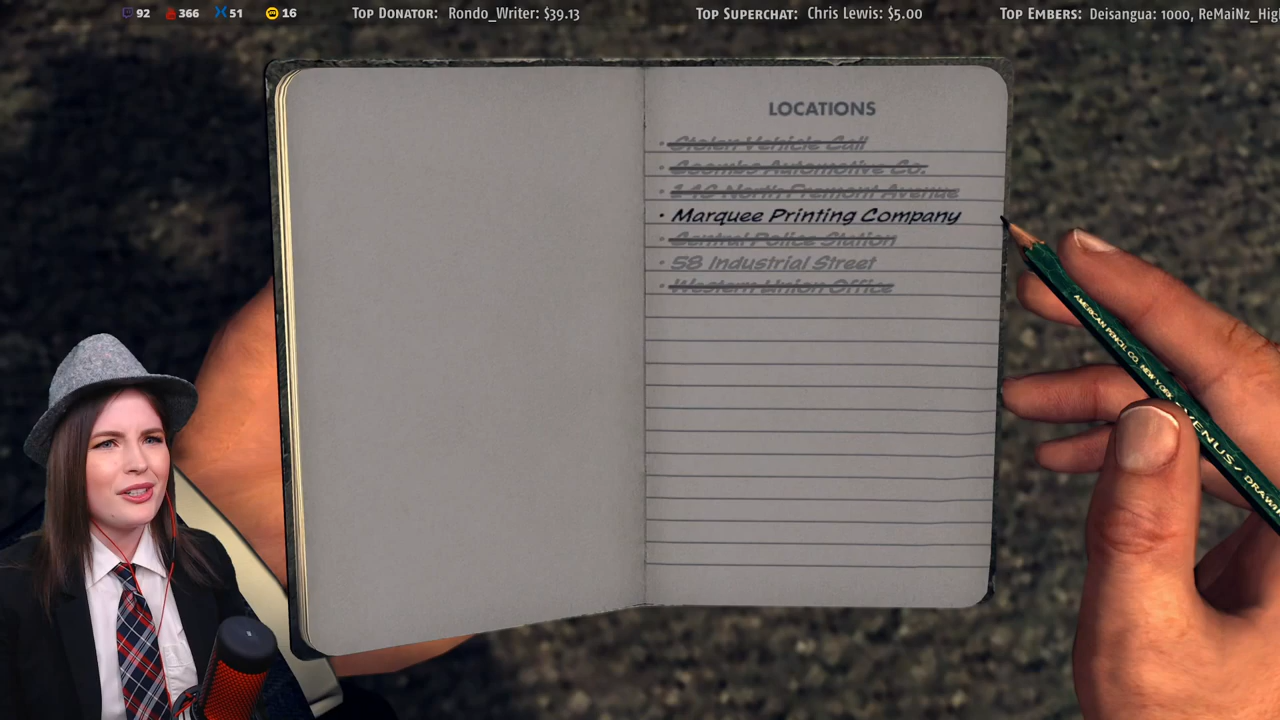 92 366 51 16 TOP DONATOR: Rondo_Writer: $39.13 TOP SUPERCHAT: Chris Lewis: $5.00 TOP EMBERS: Deisangua: 1000, ReMaiNz_Hig
LOCATIONS
• Stolen Vehicle Call
• Coombs Automotive Co.
• 146 North Fremont Avenue
• Marquee Printing Company
• Central Police Station
• 58 Industrial Street
• Western Union Office
AMERICAN PENCIL CO. NEW YORK VENUS/ DRAWI